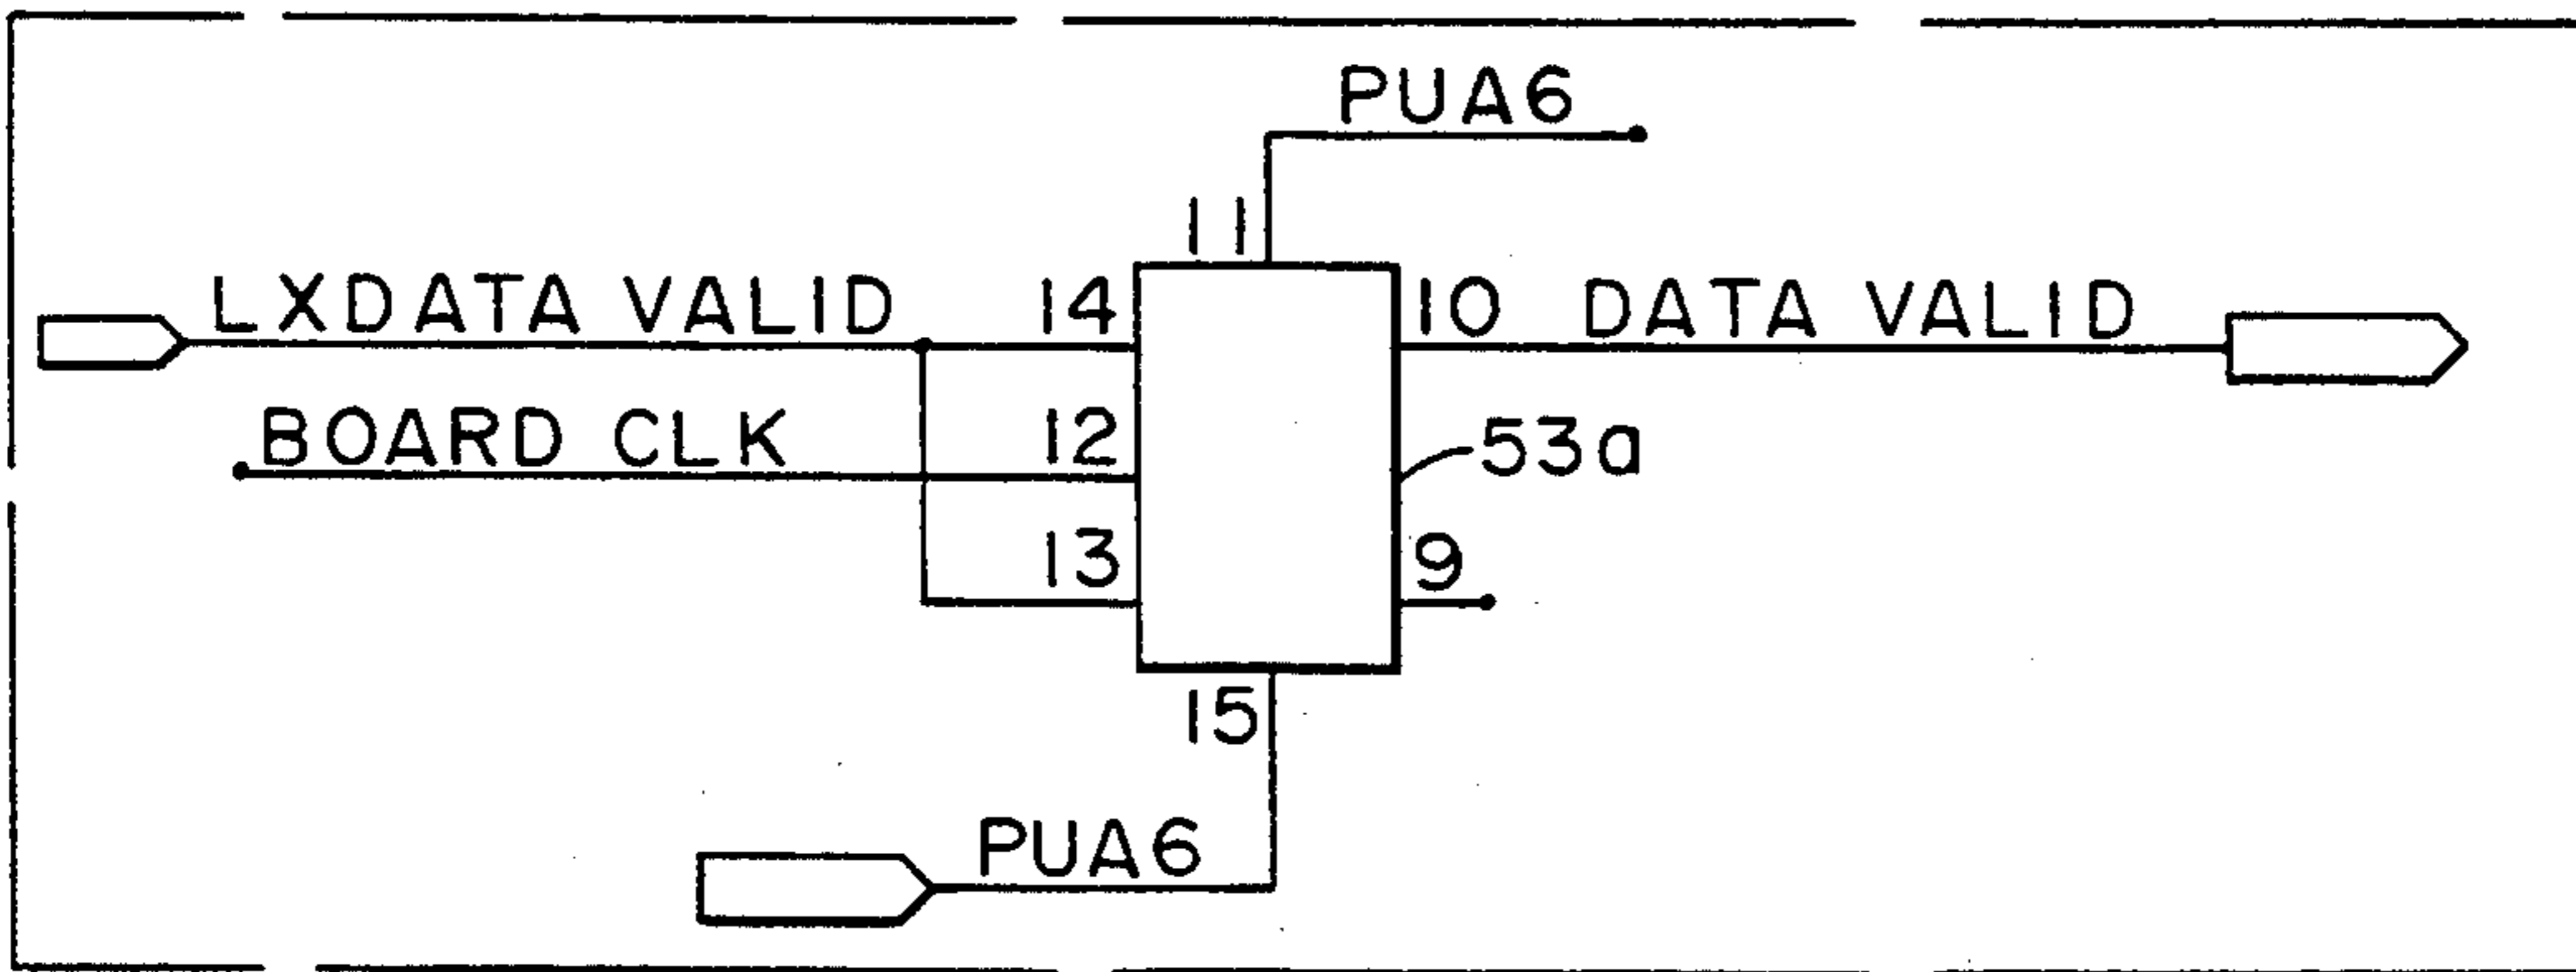 PUA6
11
LXDATA VALID 14 10 DATA VALID
BOARD CLK 12 53a
13 9
15
PUA6